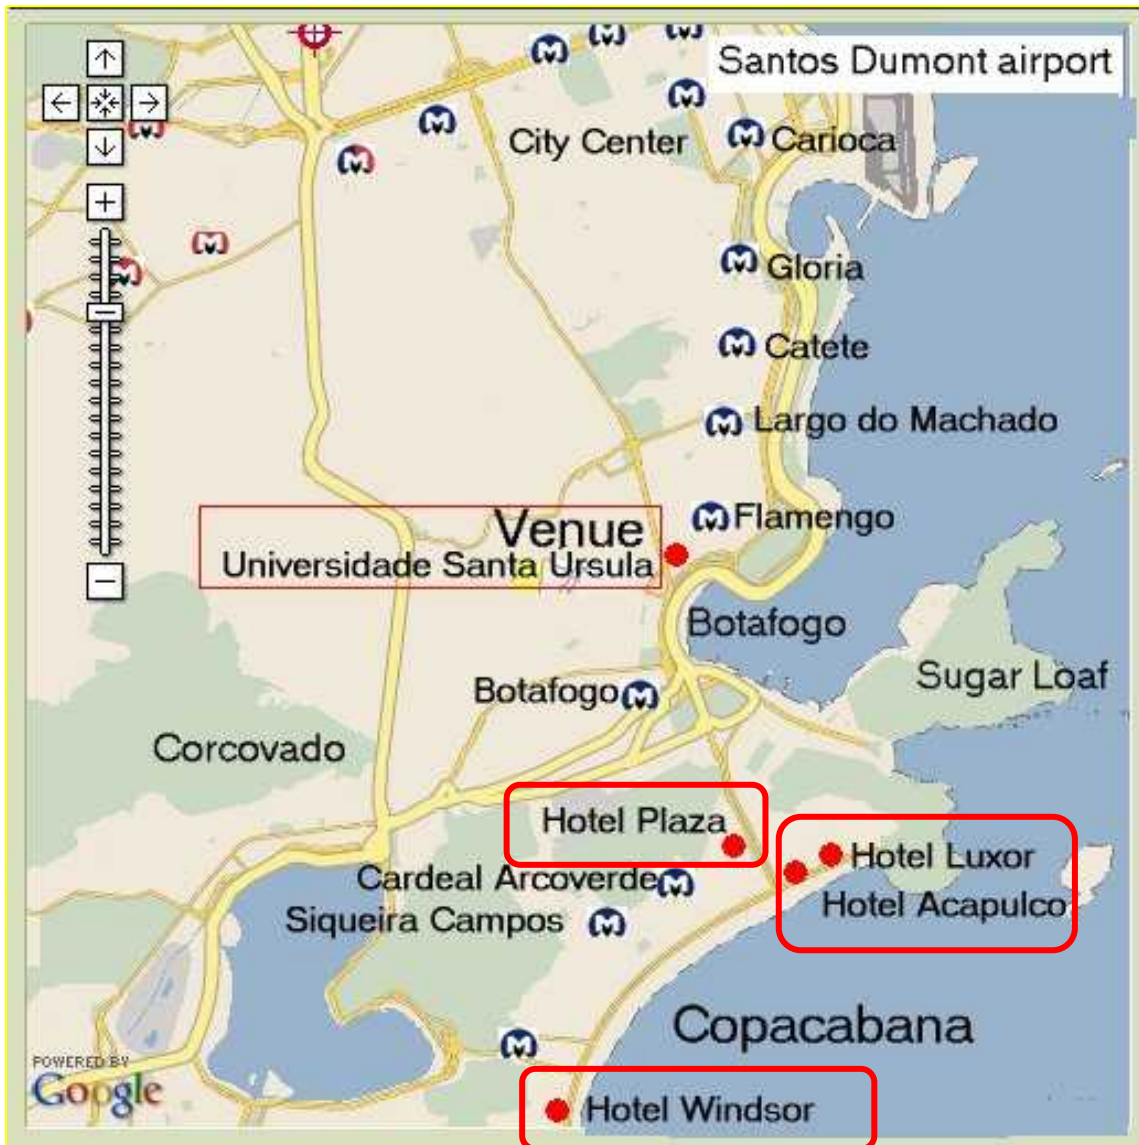 Santos Dumont airport
City Center
Carioca
Gloria
Catete
Largo do Machado
Flamengo
Venue
Universidade Santa Ursula
Botafogo
Sugar Loaf
Botafogo
Corcovado
Hotel Plaza
Hotel Luxor
Hotel Acapulco
Cardeal Arcoverde
Siqueira Campos
Copacabana
POWERED BY
Google
Hotel Windsor